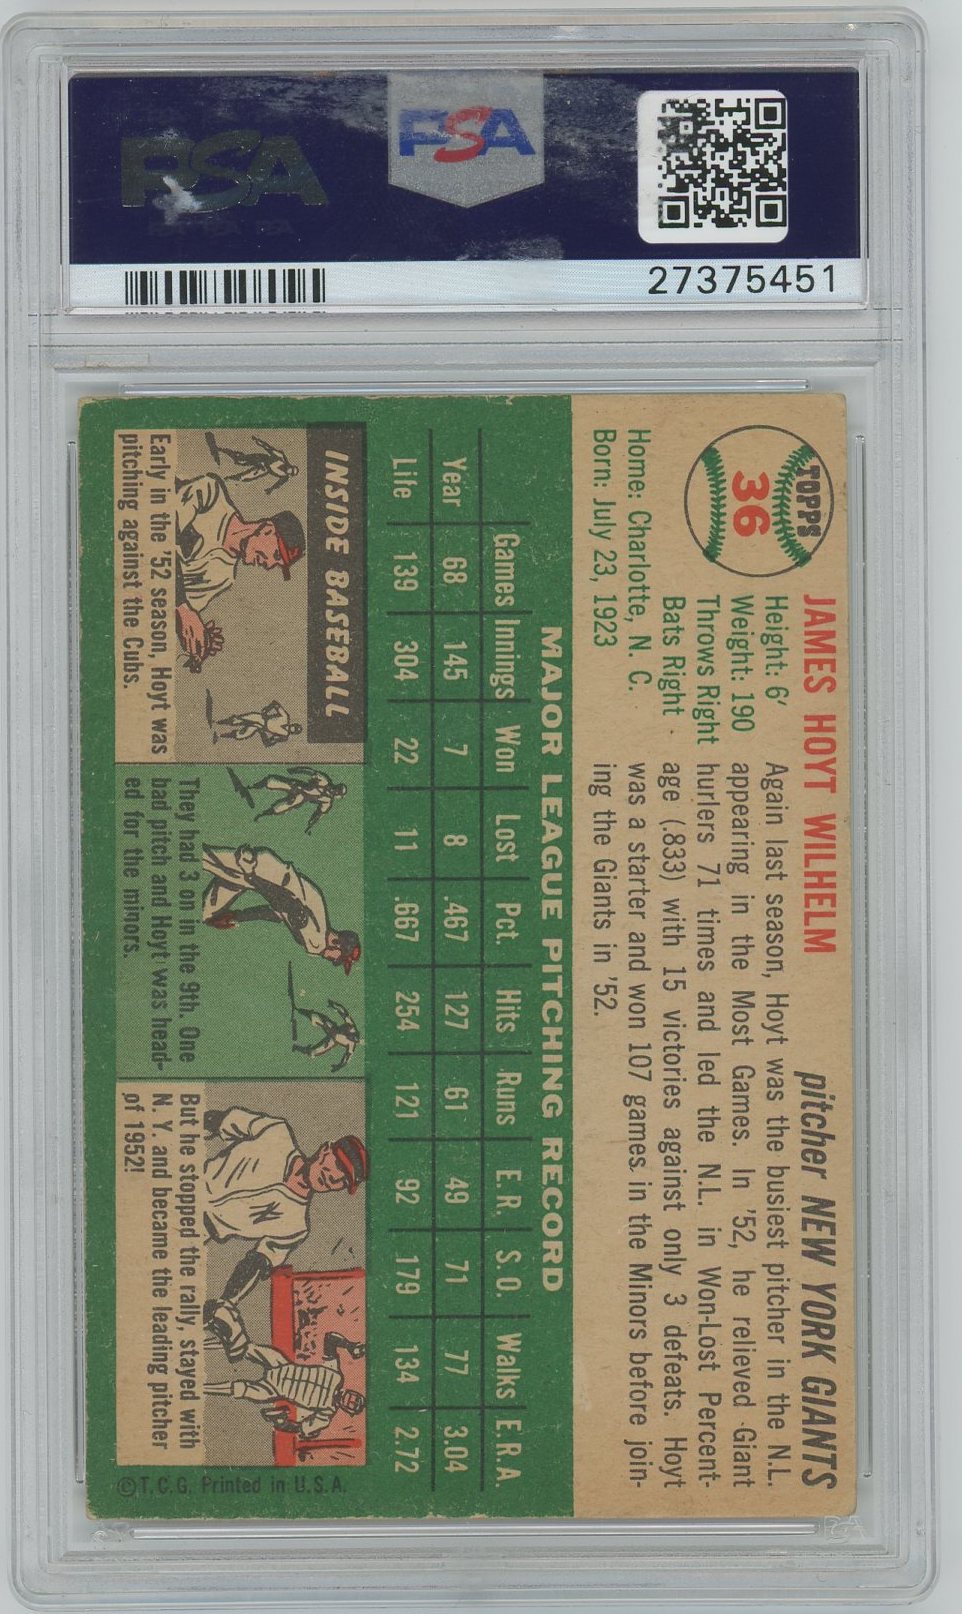 PSA
PSA
27375451
TOPPS
36
JAMES HOYT WILHELM
pitcher NEW YORK GIANTS
Height: 6′
Weight: 190
Throws Right
Bats Right
Home: Charlotte, N. C.
Born: July 23, 1923
Again last season, Hoyt was the busiest pitcher in the N.L.
appearing in the Most Games. In '52, he relieved Giant
hurlers 71 times and led the N.L. in Won-Lost Percent-
age (.833) with 15 victories against only 3 defeats. Hoyt
was a starter and won 107 games in the Minors before join-
ing the Giants in '52.
MAJOR LEAGUE PITCHING RECORD
Games Innings Won Lost Pct. Hits Runs E.R. S.O. Walks E.R.A.
Year 68 145 7 8 .467 127 61 49 71 77 3.04
Life 139 304 22 11 .667 254 121 92 179 134 2.72
INSIDE BASEBALL
Early in the '52 season, Hoyt was
pitching against the Cubs.
They had 3 on in the 9th. One
bad pitch and Hoyt was head-
ed for the minors.
But he stopped the rally, stayed with
N. Y. and became the leading pitcher
of 1952!
© T. C. G. Printed in U. S. A.
PSA